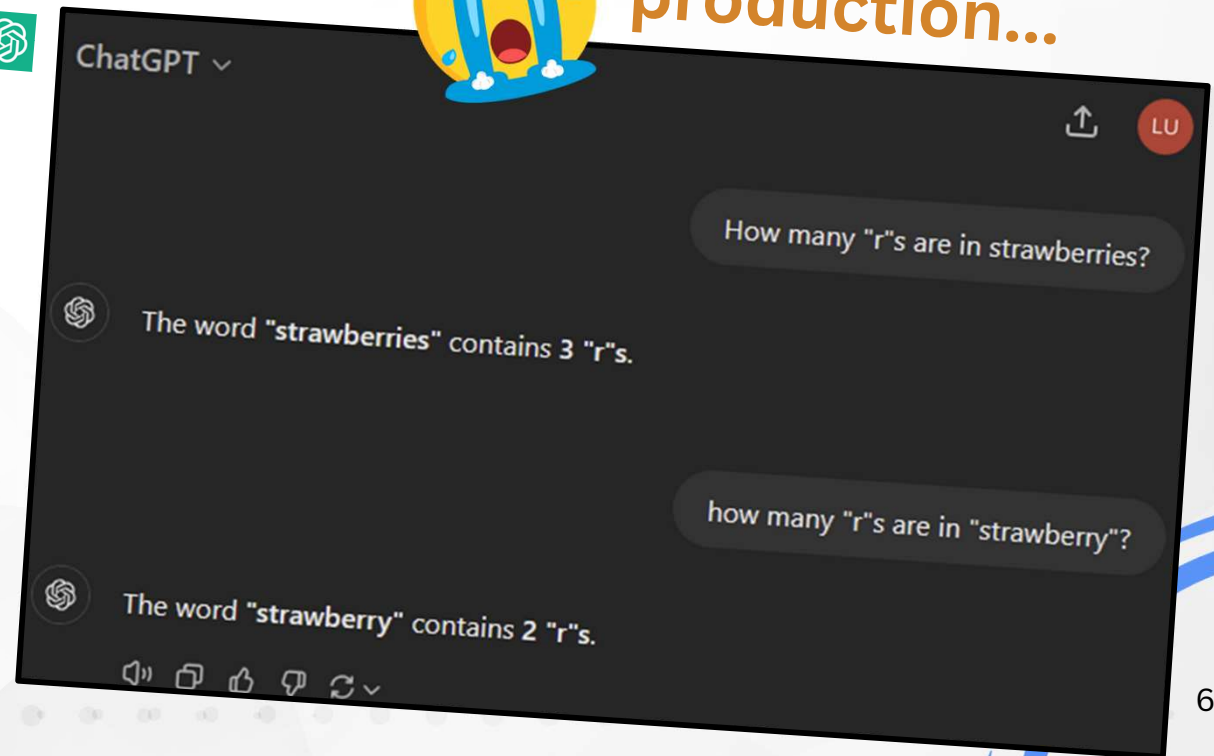 production...
ChatGPT
LU
How many "r"s are in strawberries?
The word "strawberries" contains 3 "r"s.
how many "r"s are in "strawberry"?
The word "strawberry" contains 2 "r"s.
6